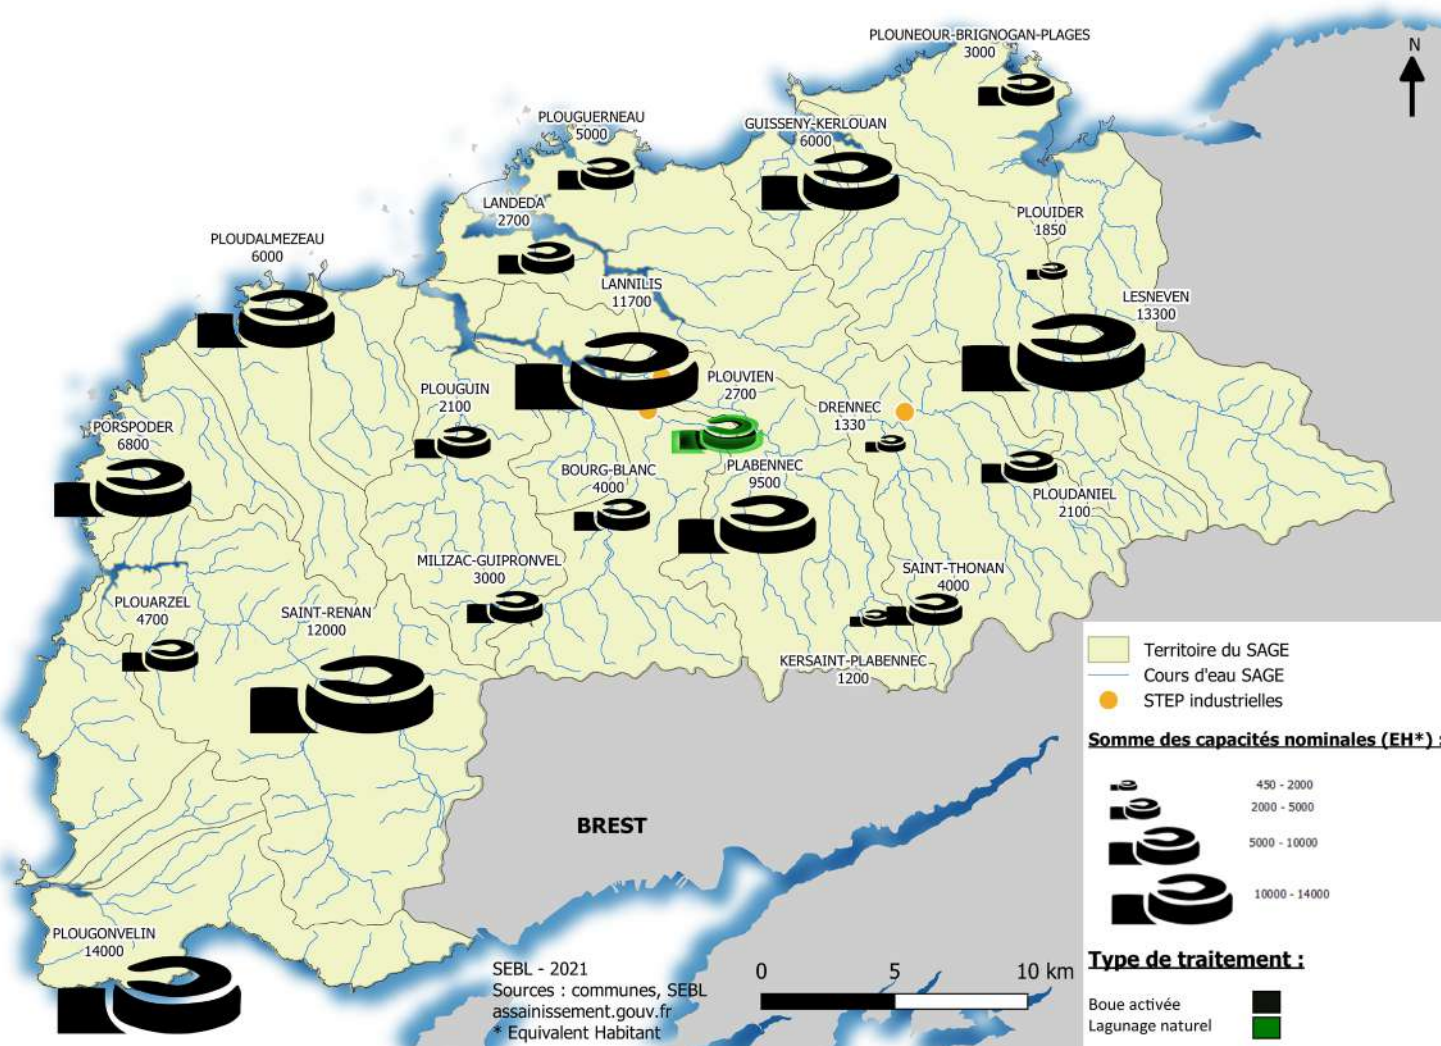 PLOUNEOUR-BRIGNOGAN-PLAGES
3000
N
PLOUGUERNEAU
5000
GUISSENY-KERLOUAN
6000
LANDEDA
2700
PLOUIDER
1850
PLOUDALMEZEAU
6000
LANNILIS
11700
LESNEVEN
13300
PLOUGUIN
2100
PLOUVIEN
2700
DRENNEC
1330
PORSPODER
6800
BOURG-BLANC
4000
PLABENNEC
9500
PLOUDANIEL
2100
MILIZAC-GUIPRONVEL
3000
SAINT-THONAN
4000
PLOUARZEL
4700
SAINT-RENAN
12000
KERSAINT-PLABENNEC
1200
BREST
PLOUGONVELIN
14000
SEBL - 2021
Sources : communes, SEBL
assainissement.gouv.fr
* Equivalent Habitant
0 5 10 km
Territoire du SAGE
Cours d'eau SAGE
STEP industrielles
Somme des capacités nominales (EH*) :
450 - 2000
2000 - 5000
5000 - 10000
10000 - 14000
Type de traitement :
Boue activée
Lagunage naturel